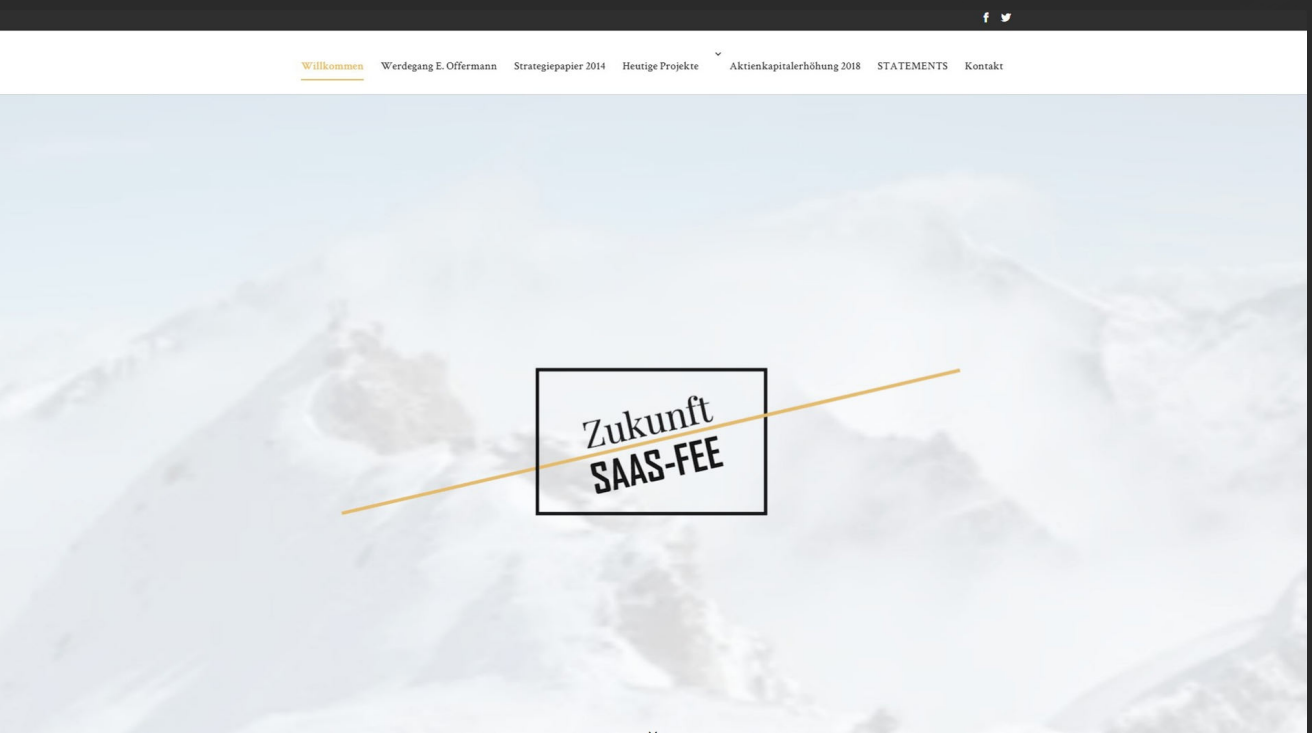 Willkommen Werdegang E. Offermann Strategiepapier 2014 Heutige Projekte Aktienkapitalerhöhung 2018 STATEMENTS Kontakt
Zukunft
SAAS-FEE